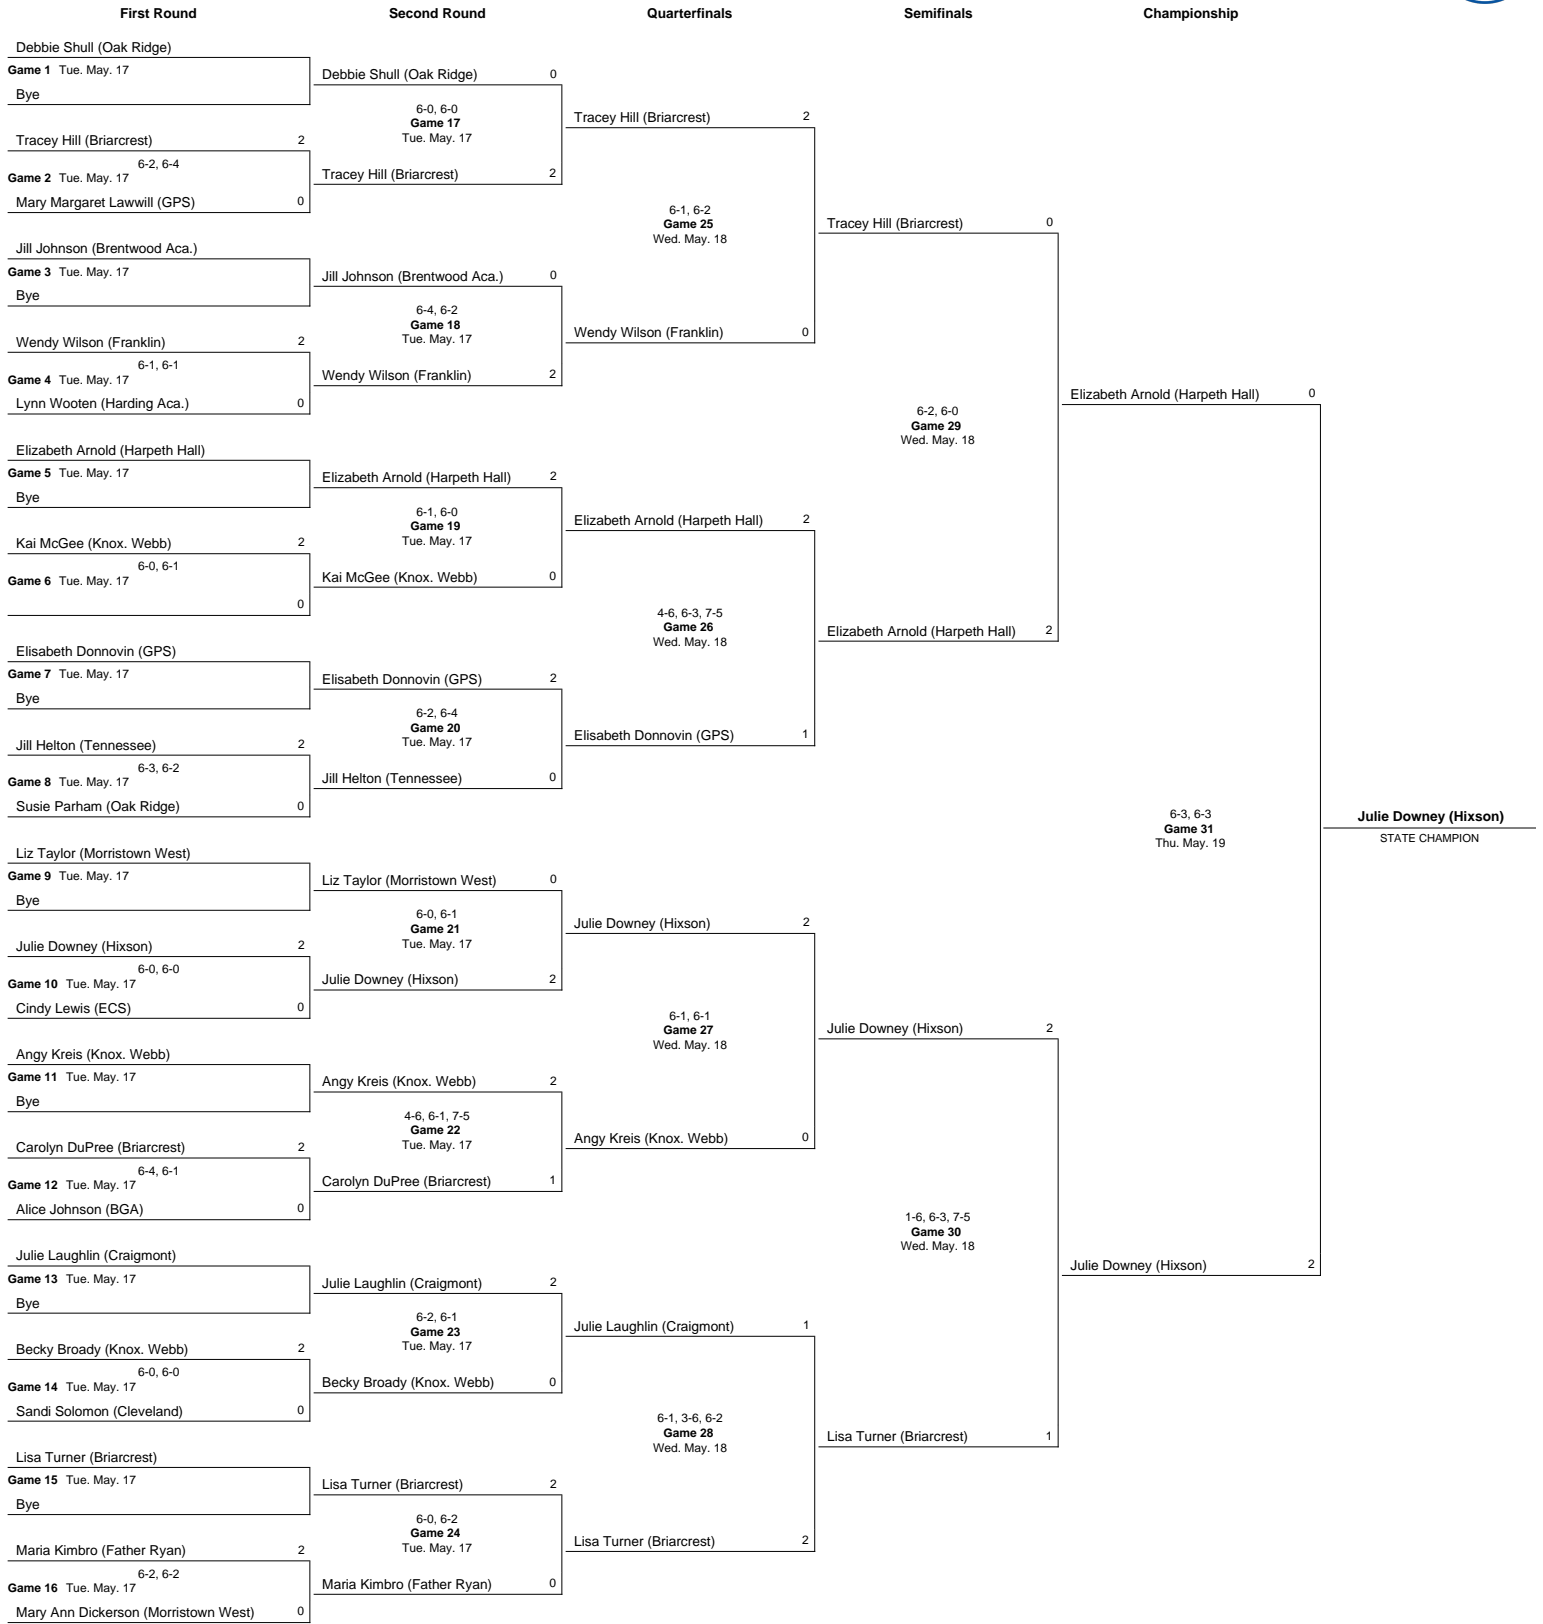 First Round
Second Round
Quarterfinals
Semifinals
Championship
Debbie Shull (Oak Ridge)
Game 1 Tue. May. 17
Bye
Tracey Hill (Briarcrest) 2
6-2, 6-4
Game 2 Tue. May. 17
Mary Margaret Lawwill (GPS) 0
Jill Johnson (Brentwood Aca.)
Game 3 Tue. May. 17
Bye
Wendy Wilson (Franklin) 2
6-1, 6-1
Game 4 Tue. May. 17
Lynn Wooten (Harding Aca.) 0
Elizabeth Arnold (Harpeth Hall)
Game 5 Tue. May. 17
Bye
Kai McGee (Knox. Webb) 2
6-0, 6-1
Game 6 Tue. May. 17
0
Elisabeth Donnovin (GPS)
Game 7 Tue. May. 17
Bye
Jill Helton (Tennessee) 2
6-3, 6-2
Game 8 Tue. May. 17
Susie Parham (Oak Ridge) 0
Liz Taylor (Morristown West)
Game 9 Tue. May. 17
Bye
Julie Downey (Hixson) 2
6-0, 6-0
Game 10 Tue. May. 17
Cindy Lewis (ECS) 0
Angy Kreis (Knox. Webb)
Game 11 Tue. May. 17
Bye
Carolyn DuPree (Briarcrest) 2
6-4, 6-1
Game 12 Tue. May. 17
Alice Johnson (BGA) 0
Julie Laughlin (Craigmont)
Game 13 Tue. May. 17
Bye
Becky Broady (Knox. Webb) 2
6-0, 6-0
Game 14 Tue. May. 17
Sandi Solomon (Cleveland) 0
Lisa Turner (Briarcrest)
Game 15 Tue. May. 17
Bye
Maria Kimbro (Father Ryan) 2
6-2, 6-2
Game 16 Tue. May. 17
Mary Ann Dickerson (Morristown West) 0
Debbie Shull (Oak Ridge) 0
6-0, 6-0
Game 17
Tue. May. 17
Tracey Hill (Briarcrest) 2
Jill Johnson (Brentwood Aca.) 0
6-4, 6-2
Game 18
Tue. May. 17
Wendy Wilson (Franklin) 2
Elizabeth Arnold (Harpeth Hall) 2
6-1, 6-0
Game 19
Tue. May. 17
Kai McGee (Knox. Webb) 0
Elisabeth Donnovin (GPS) 2
6-2, 6-4
Game 20
Tue. May. 17
Jill Helton (Tennessee) 0
Liz Taylor (Morristown West) 0
6-0, 6-1
Game 21
Tue. May. 17
Julie Downey (Hixson) 2
Angy Kreis (Knox. Webb) 2
4-6, 6-1, 7-5
Game 22
Tue. May. 17
Carolyn DuPree (Briarcrest) 1
Julie Laughlin (Craigmont) 2
6-2, 6-1
Game 23
Tue. May. 17
Becky Broady (Knox. Webb) 0
Lisa Turner (Briarcrest) 2
6-0, 6-2
Game 24
Tue. May. 17
Maria Kimbro (Father Ryan) 0
Tracey Hill (Briarcrest) 2
6-1, 6-2
Game 25
Wed. May. 18
Wendy Wilson (Franklin) 0
Elizabeth Arnold (Harpeth Hall) 2
4-6, 6-3, 7-5
Game 26
Wed. May. 18
Elisabeth Donnovin (GPS) 1
Julie Downey (Hixson) 2
6-1, 6-1
Game 27
Wed. May. 18
Angy Kreis (Knox. Webb) 0
Julie Laughlin (Craigmont) 1
6-1, 3-6, 6-2
Game 28
Wed. May. 18
Lisa Turner (Briarcrest) 2
Tracey Hill (Briarcrest) 0
6-2, 6-0
Game 29
Wed. May. 18
Elizabeth Arnold (Harpeth Hall) 2
Julie Downey (Hixson) 2
1-6, 6-3, 7-5
Game 30
Wed. May. 18
Lisa Turner (Briarcrest) 1
Elizabeth Arnold (Harpeth Hall) 0
6-3, 6-3
Game 31
Thu. May. 19
Julie Downey (Hixson) 2
Julie Downey (Hixson)
STATE CHAMPION